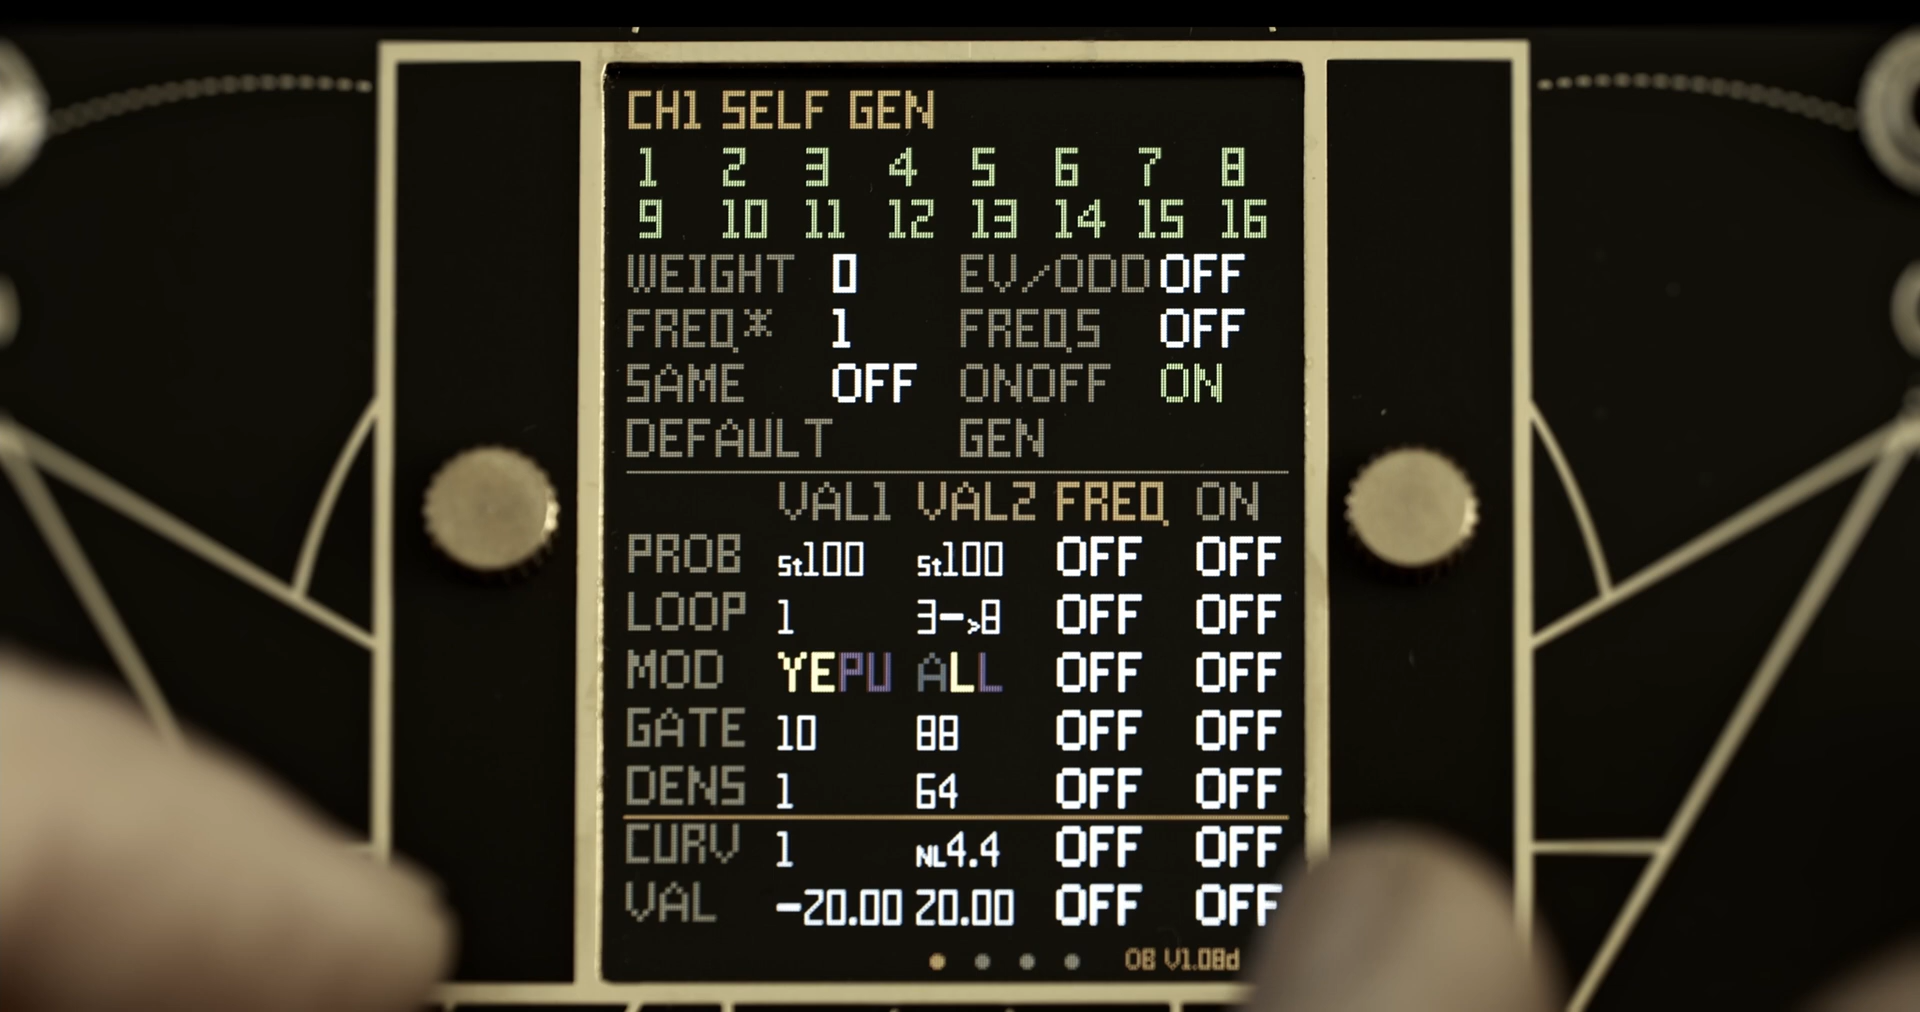 CH1 SELF GEN
1 2 3 4 5 6 7 8
9 10 11 12 13 14 15 16
WEIGHT 0 EV/ODD OFF
FREQ.* 1 FREQ.S OFF
SAME OFF ONOFF ON
DEFAULT GEN
VAL1 VAL2 FREQ. ON
PROB st100 st100 OFF OFF
LOOP 1 3->8 OFF OFF
MOD YEPU ALL OFF OFF
GATE 10 88 OFF OFF
DENS 1 64 OFF OFF
CURV 1 NL4.4 OFF OFF
VAL -20.00 20.00 OFF OFF
OB V1.08d